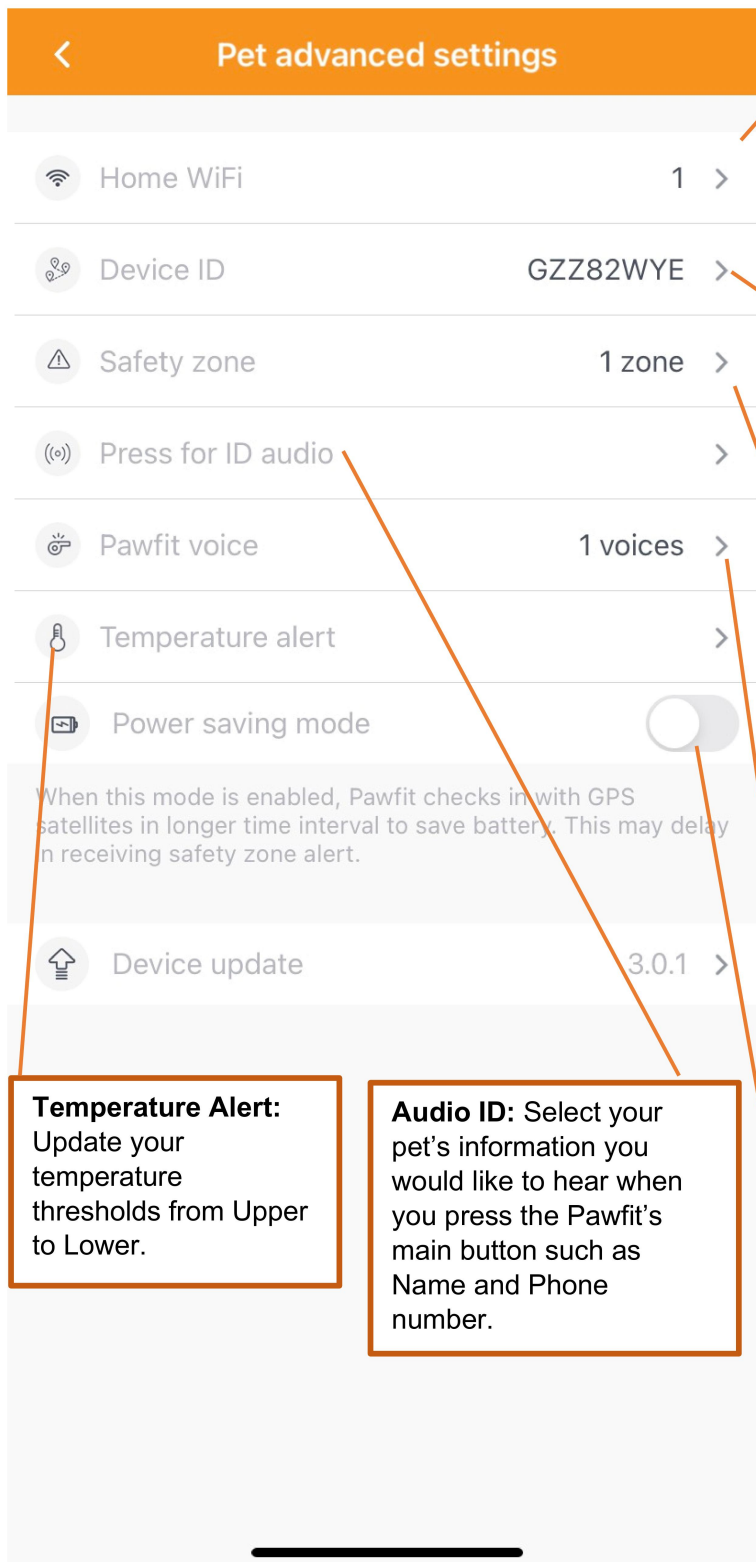 Pet advanced settings
Home WiFi 1
Device ID GZZ82WYE
Safety zone 1 zone
Press for ID audio
Pawfit voice 1 voices
Temperature alert
Power saving mode
When this mode is enabled, Pawfit checks in with GPS
satellites in longer time interval to save battery. This may delay
in receiving safety zone alert.
Device update 3.0.1
Temperature Alert:
Update your
temperature
thresholds from Upper
to Lower.
Audio ID: Select your
pet's information you
would like to hear when
you press the Pawfit's
main button such as
Name and Phone
number.